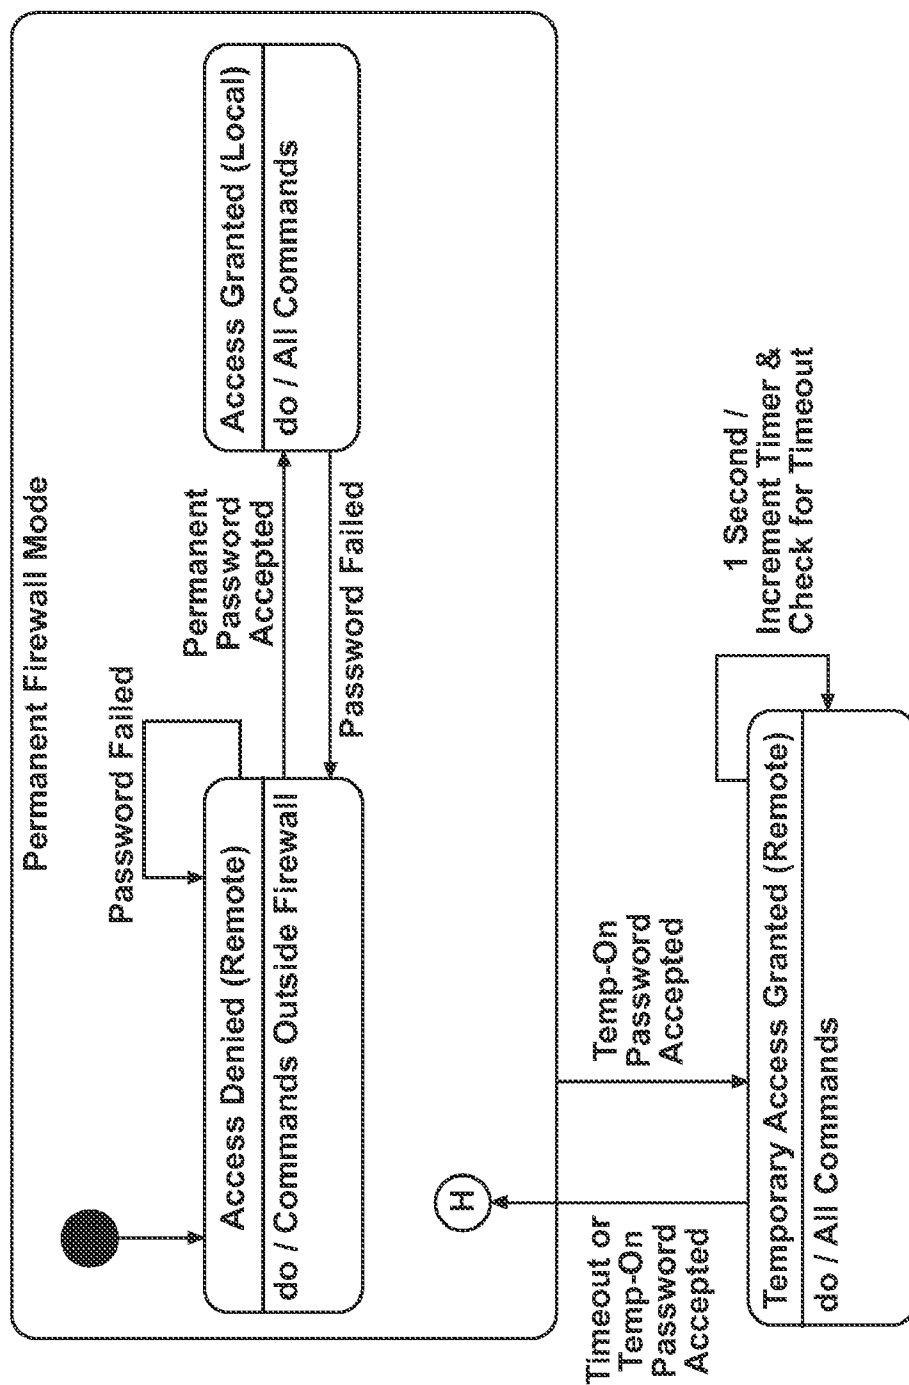 Permanent Firewall Mode
Password Failed
Access Denied (Remote)
do / Commands Outside Firewall
Permanent
Password
Accepted
Password Failed
Access Granted (Local)
do / All Commands
H
Timeout or
Temp-On
Password
Accepted
Temp-On
Password
Accepted
Temporary Access Granted (Remote)
do / All Commands
1 Second /
Increment Timer &
Check for Timeout